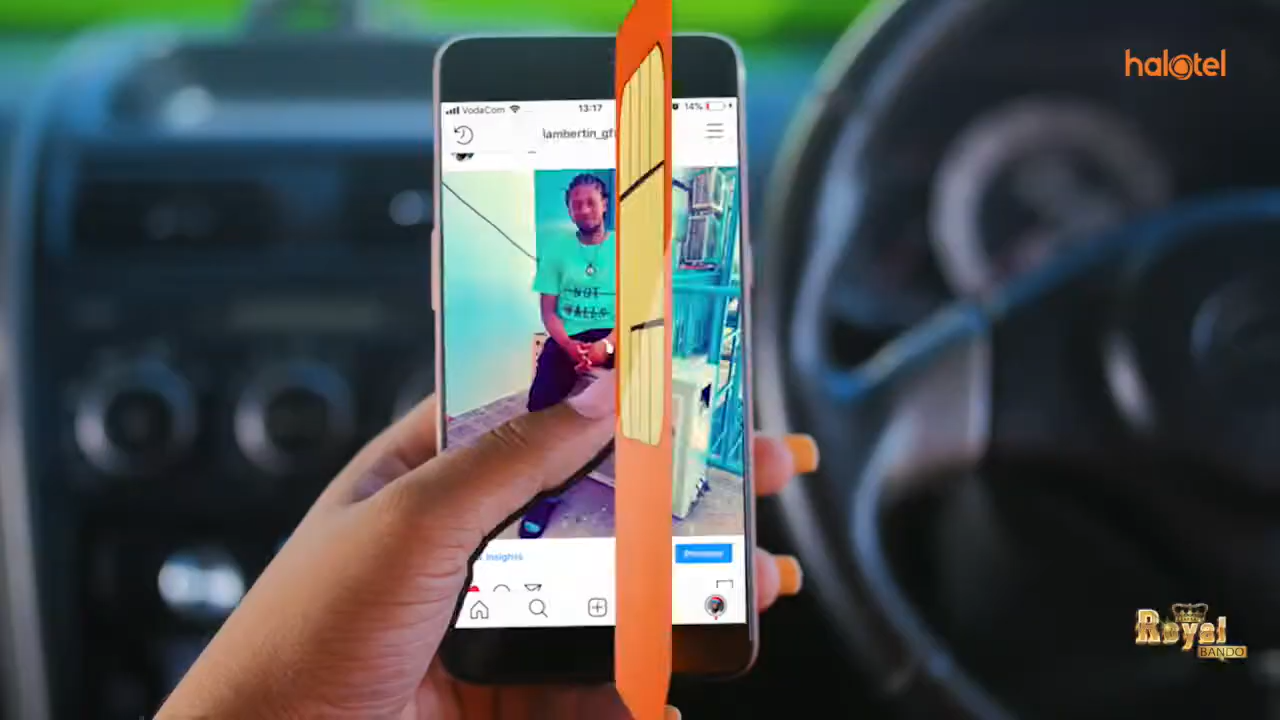 halotel
VodaCom
13:17
14%
lambertin_gf
NOT
Insights
Promote
Royal
BANDO